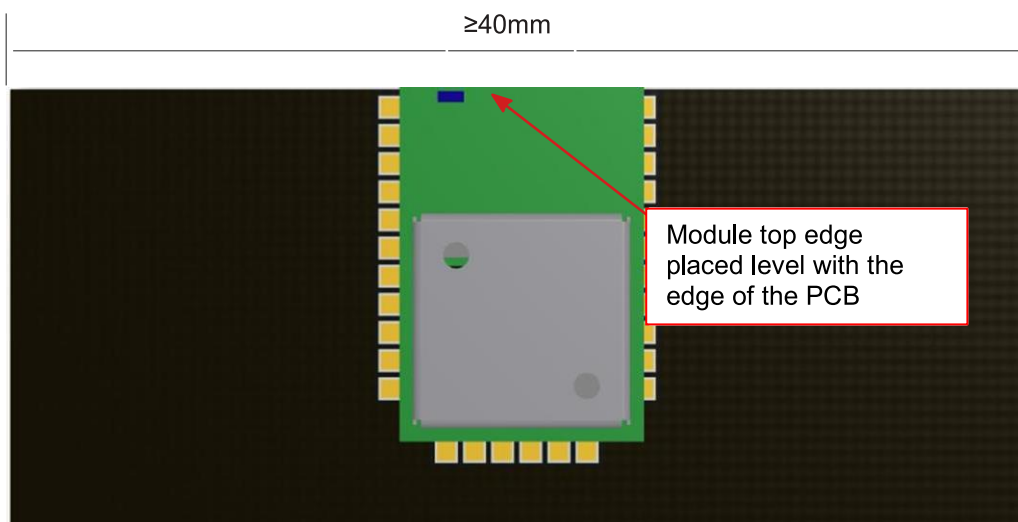 ≥40mm
Module top edge
placed level with the
edge of the PCB